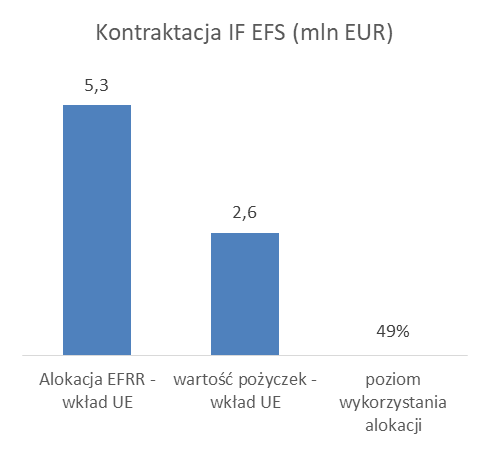 Kontraktacja IF EFS (mln EUR)
5,3
2,6
49%
Alokacja EFRR -
wkład UE
wartość pożyczek -
wkład UE
poziom
wykorzystania
alokacji